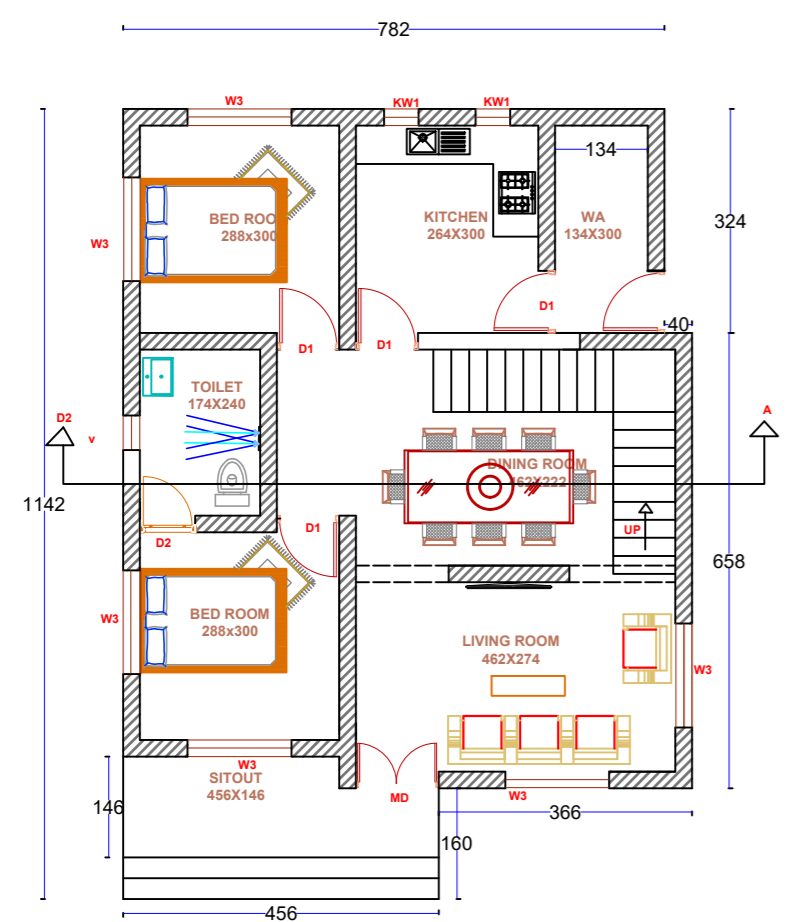 782
W3
KW1
KW1
134
BED ROO
288x300
KITCHEN
264X300
WA
134X300
324
W3
D1
40
D1
D1
TOILET
174X240
D2
v
A
DINING ROOM
462X222
1142
D1
UP
D2
658
W3
BED ROOM
288x300
LIVING ROOM
462X274
W3
W3
SITOUT
456X146
146
MD
W3
366
160
456